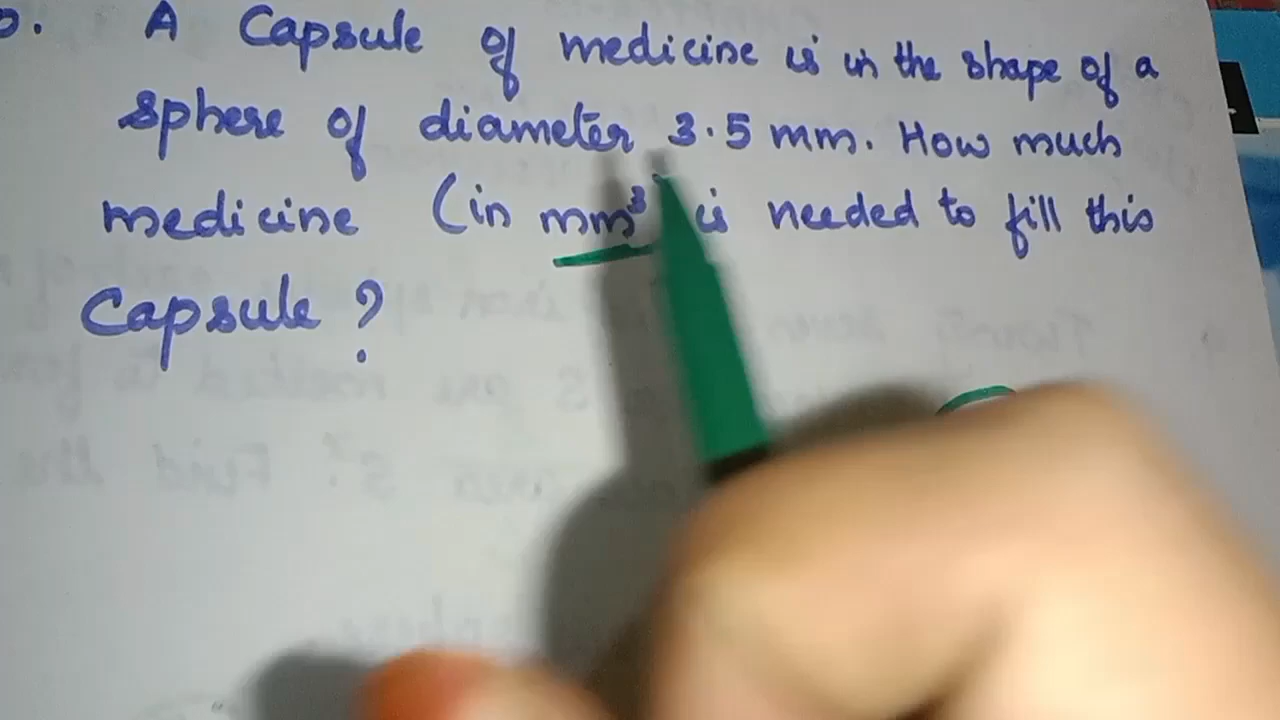 A Capsule of medicine is in the shape of a
sphere of diameter 3.5 mm. How much
medicine (in mm³ is needed to fill this
Capsule ?